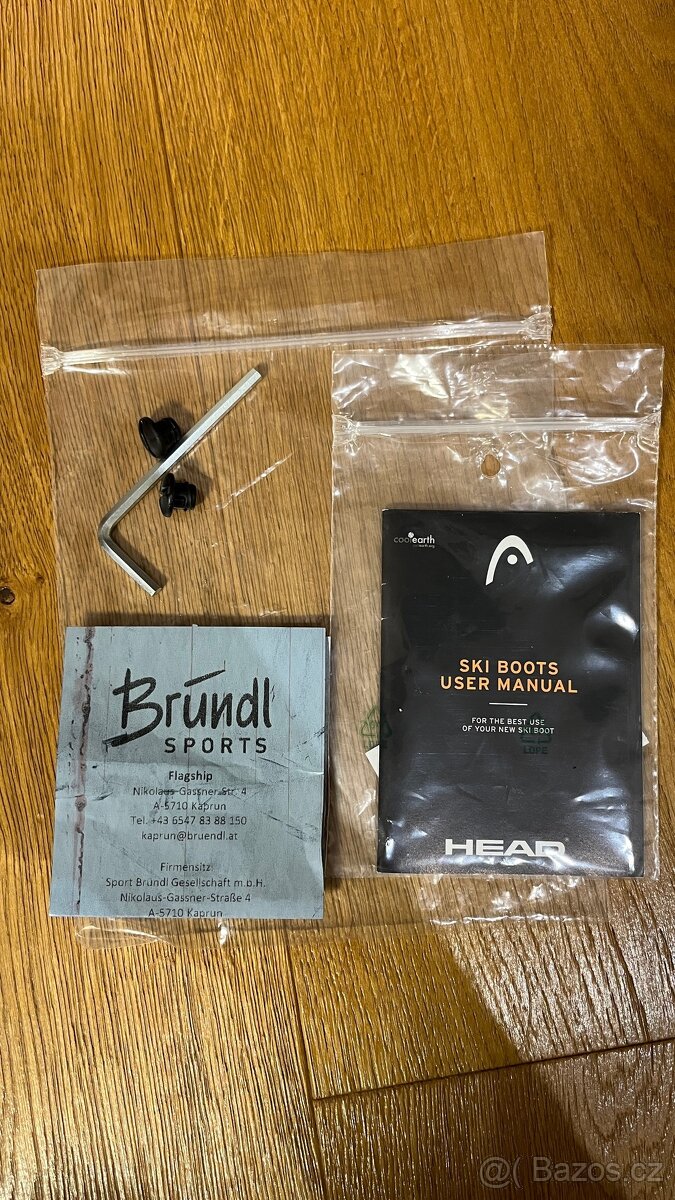 Bründl
SPORTS
Flagship
Nikolaus-Gassner-Str. 4
A-5710 Kaprun
Tel. +43 6547 83 88 150
kaprun@bruendl.at
Firmensitz
Sport Bründl Gesellschaft m.b.H.
Nikolaus-Gassner-Straße 4
A-5710 Kaprun
coolearth
SKI BOOTS
USER MANUAL
FOR THE BEST USE
OF YOUR NEW SKI BOOT
LDPE
HEAD
@( Bazos.cz